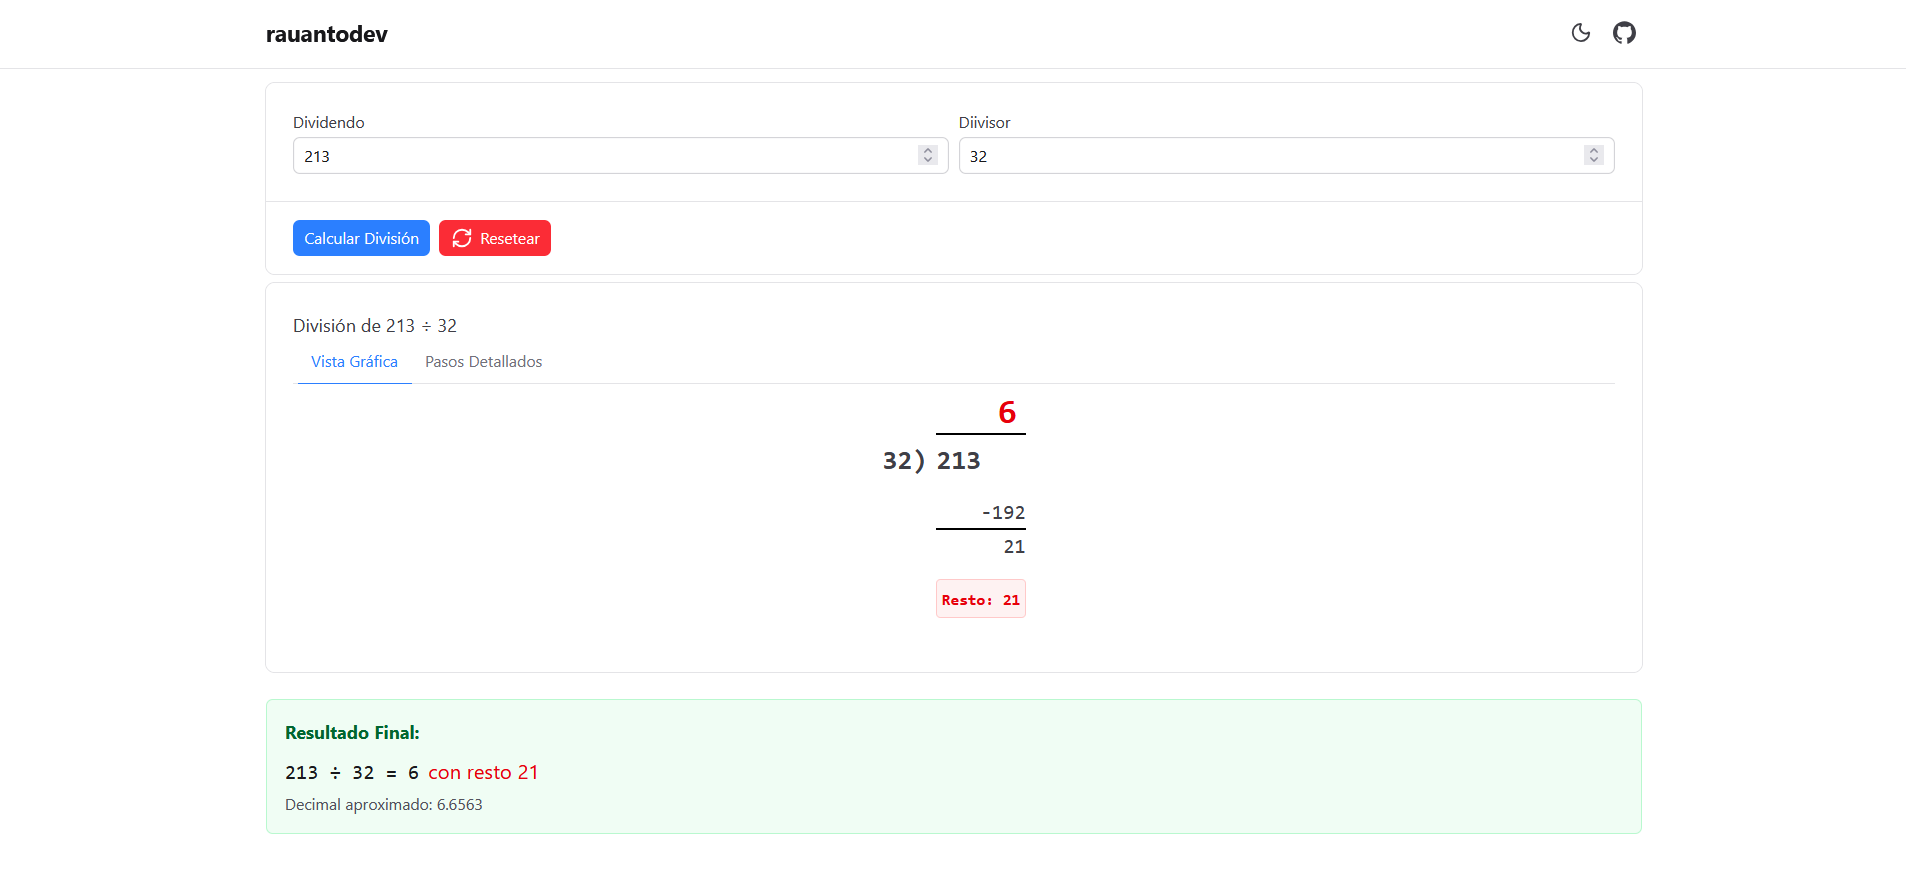 rauantodev
Dividendo Diivisor
213 32
Calcular División Resetear
División de 213 ÷ 32
Vista Gráfica Pasos Detallados
6
32) 213
-192
21
Resto: 21
Resultado Final:
213 ÷ 32 = 6 con resto 21
Decimal aproximado: 6.6563